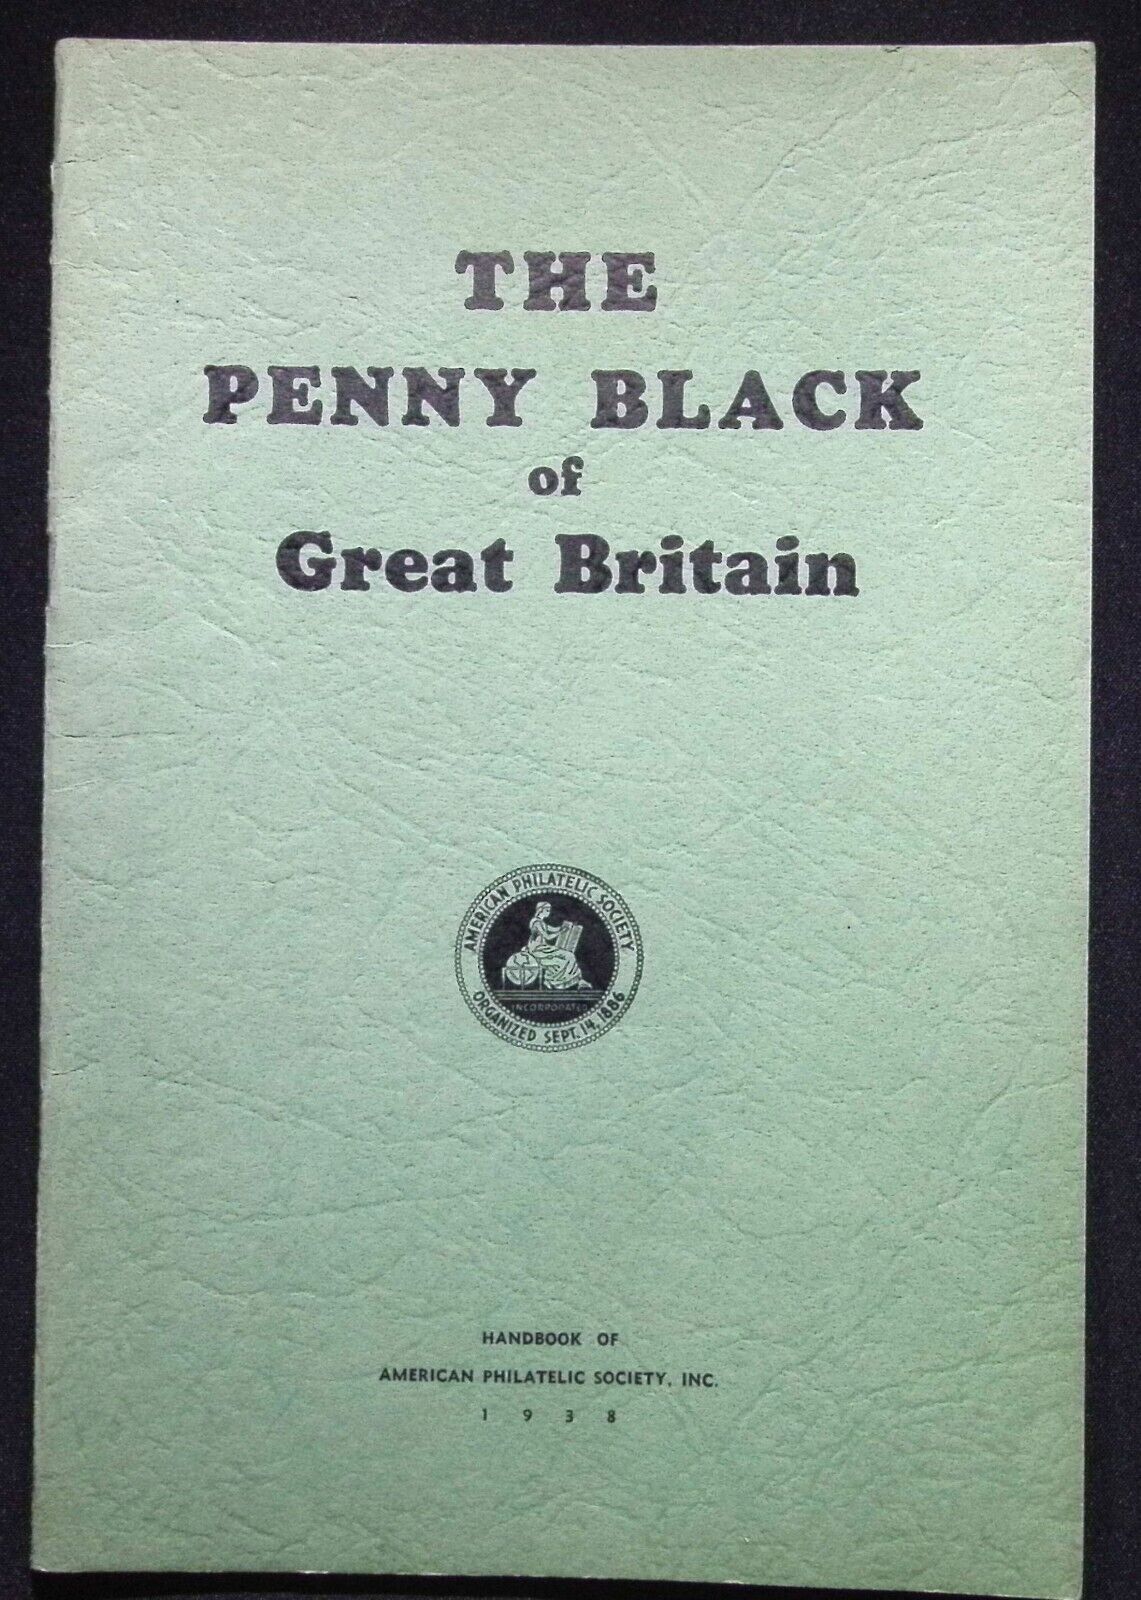 THE
PENNY BLACK
of
Great Britain
AMERICAN PHILATELIC SOCIETY
INCORPORATED
ORGANIZED SEPT. 14, 1886
HANDBOOK OF
AMERICAN PHILATELIC SOCIETY, INC.
1 9 3 8